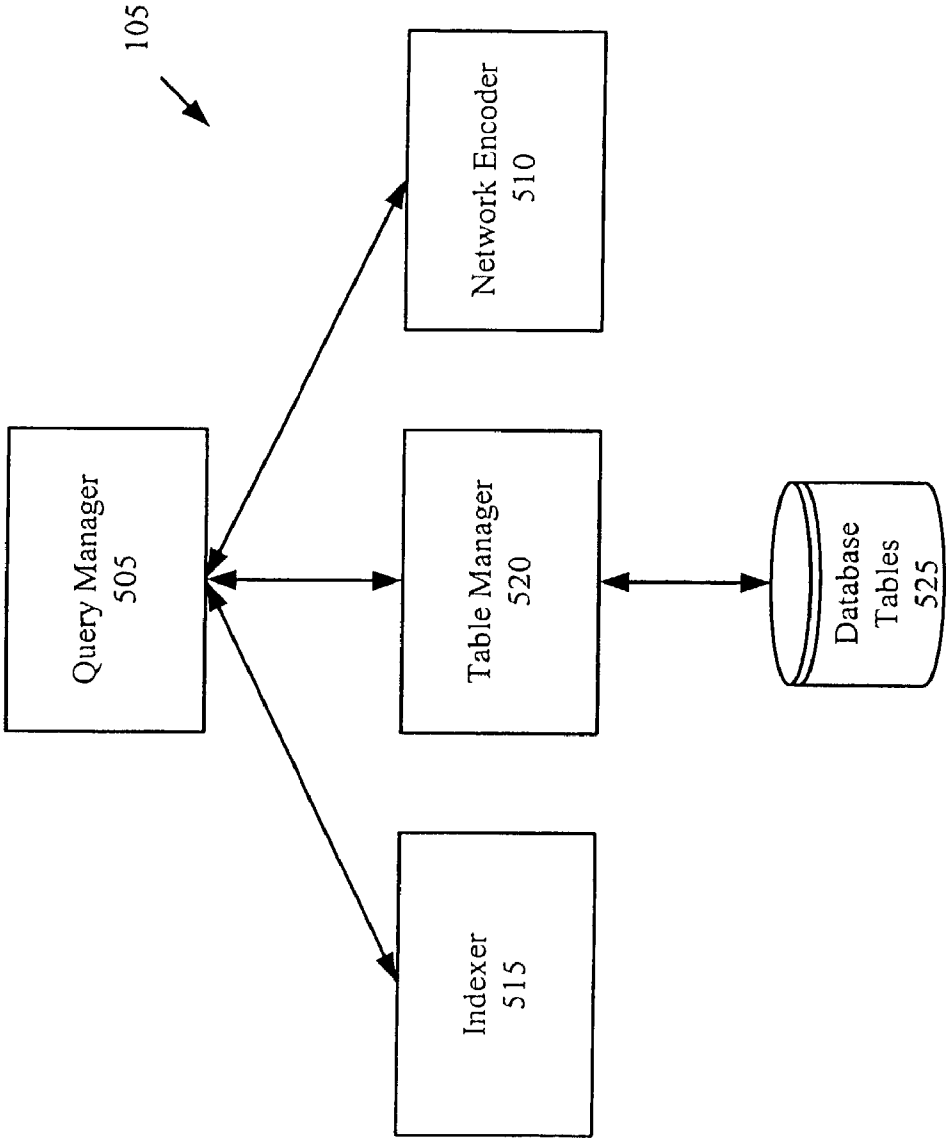 105
Query Manager
505
Indexer
515
Table Manager
520
Network Encoder
510
Database
Tables
525